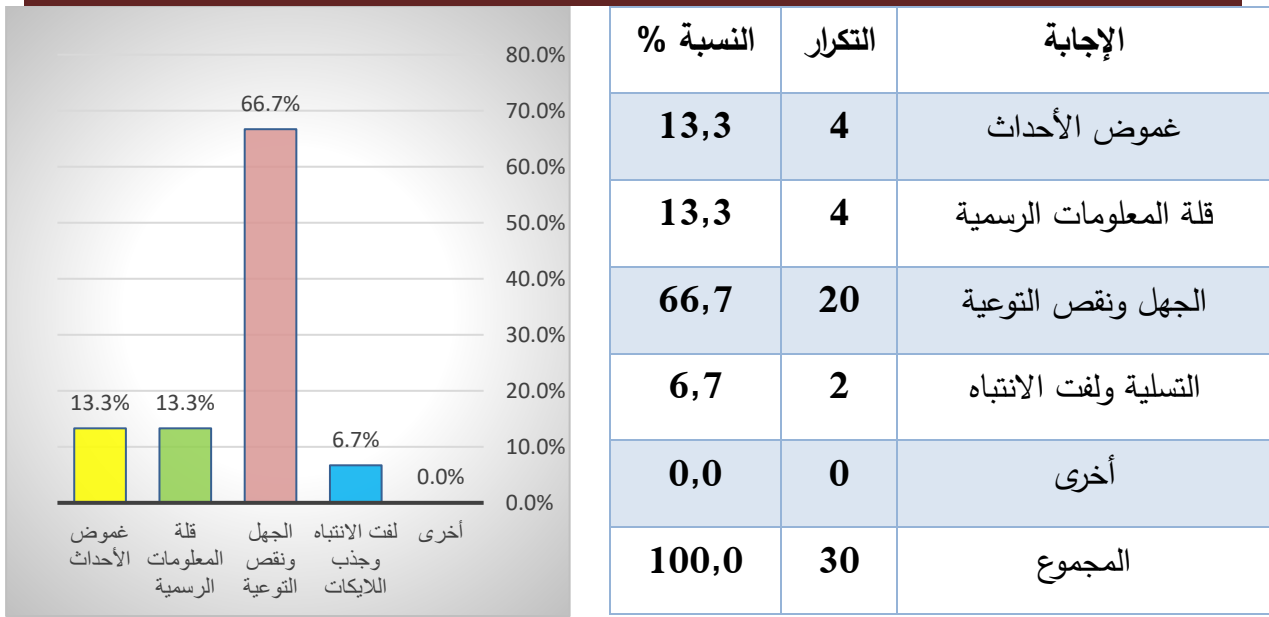 الإجابة التكرار النسبة %
غموض الأحداث 4 13,3
قلة المعلومات الرسمية 4 13,3
الجهل ونقص التوعية 20 66,7
التسلية ولفت الانتباه 2 6,7
أخرى 0 0,0
المجموع 30 100,0
80.0%
70.0%
60.0%
50.0%
40.0%
30.0%
20.0%
10.0%
0.0%
13.3%
13.3%
66.7%
6.7%
0.0%
غموض
الأحداث
قلة
المعلومات
الرسمية
الجهل
ونقص
التوعية
لفت الانتباه
وجذب
اللايكات
أخرى